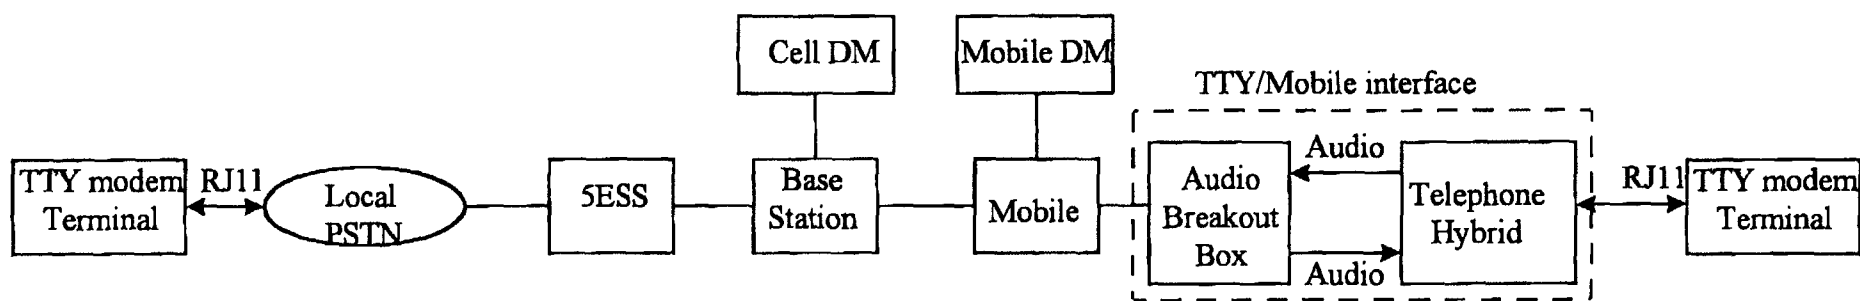 Cell DM
Mobile DM
TTY/Mobile interface
TTY modem
Terminal
RJ11
Local
PSTN
5ESS
Base
Station
Mobile
Audio
Breakout
Box
Audio
Audio
Telephone
Hybrid
RJ11
TTY modem
Terminal